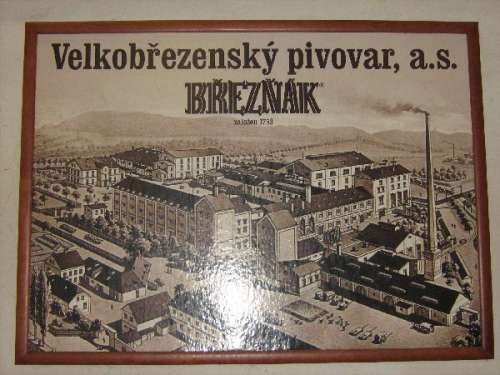 Velkobřezenský pivovar, a.s.
BŘEZŇÁK
založen 1753